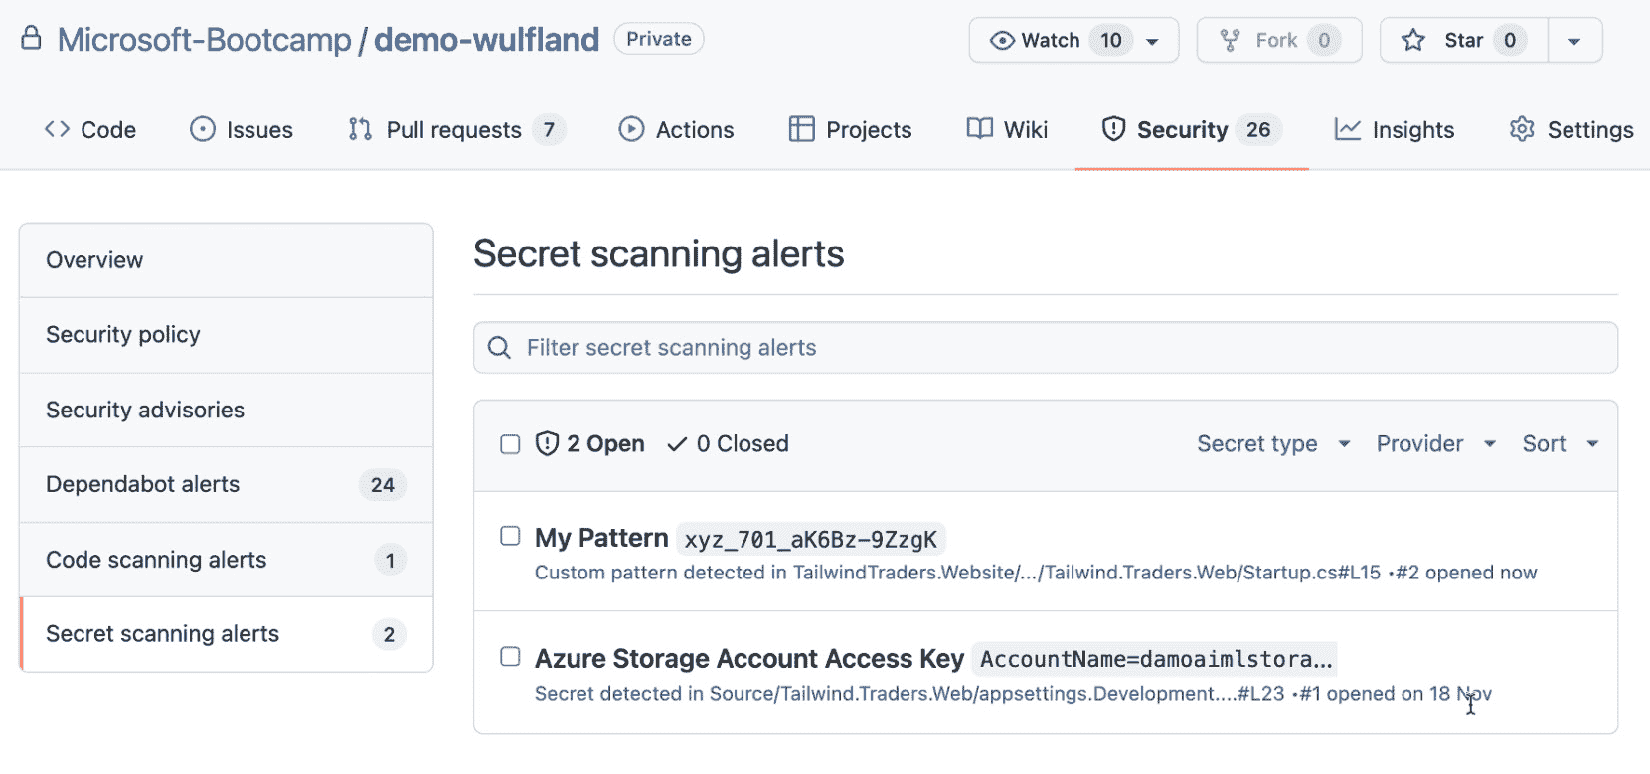 Microsoft-Bootcamp / demo-wulfland Private Watch 10 Fork 0 Star 0
Code Issues Pull requests 7 Actions Projects Wiki Security 26 Insights Settings
Overview
Security policy
Security advisories
Dependabot alerts 24
Code scanning alerts 1
Secret scanning alerts 2
Secret scanning alerts
Filter secret scanning alerts
2 Open 0 Closed Secret type Provider Sort
My Pattern xyz_701_aK6Bz-9ZzgK
Custom pattern detected in TailwindTraders.Website/.../Tailwind.Traders.Web/Startup.cs#L15 •#2 opened now
Azure Storage Account Access Key AccountName=damoaimlstora...
Secret detected in Source/Tailwind.Traders.Web/appsettings.Development....#L23 •#1 opened on 18 Nov